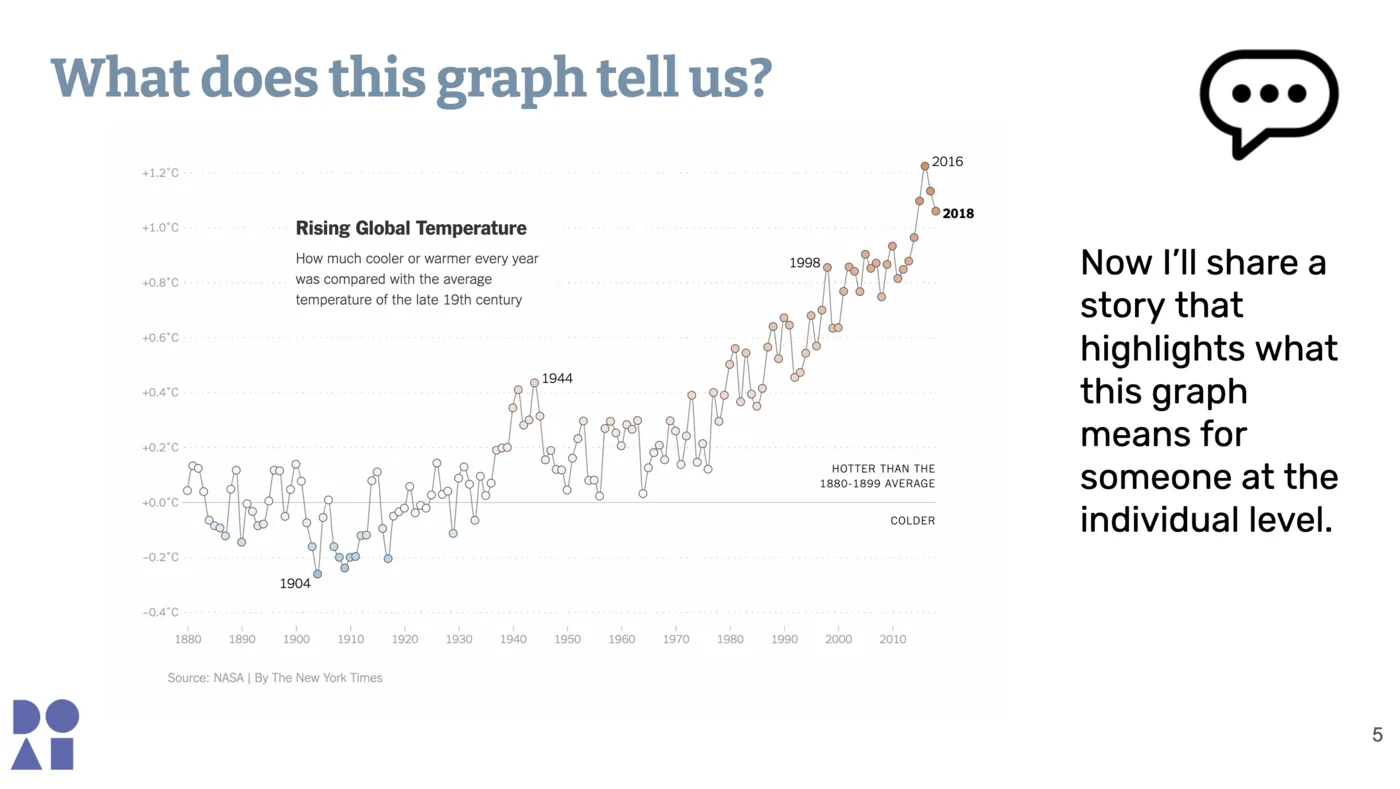 What does this graph tell us?
+1.2°C
+1.0°C
+0.8°C
+0.6°C
+0.4°C
+0.2°C
+0.0°C
−0.2°C
−0.4°C
Rising Global Temperature
How much cooler or warmer every year
was compared with the average
temperature of the late 19th century
2016
2018
1998
1944
1904
HOTTER THAN THE
1880-1899 AVERAGE
COLDER
1880 1890 1900 1910 1920 1930 1940 1950 1960 1970 1980 1990 2000 2010
Source: NASA | By The New York Times
Now I’ll share a
story that
highlights what
this graph
means for
someone at the
individual level.
DO
AI
5